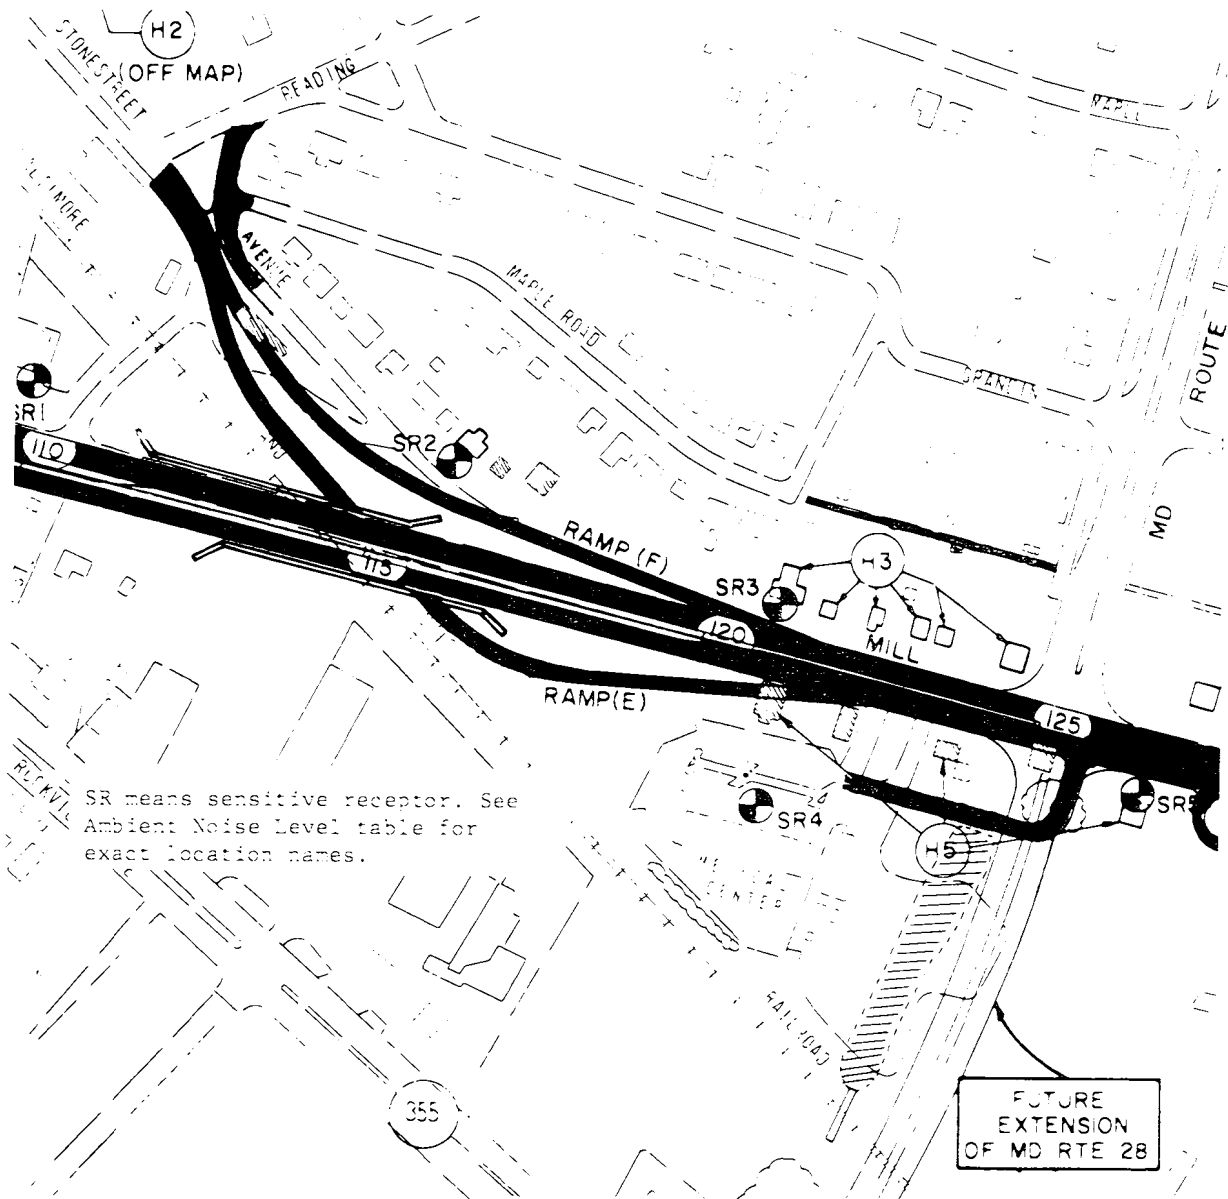 H2
(OFF MAP)
STONESTREET
READING
AVENUE
MAPLE ROAD
GRANDIN
ROUTE
MD
SR1
110
SR2
RAMP (F)
115
SR3
H3
120
MILL
RAMP(E)
125
SR means sensitive receptor. See
Ambient Noise Level table for
exact location names.
SR4
SR5
H5
CENTER
RAILROAD
355
FUTURE
EXTENSION
OF MD RTE 28